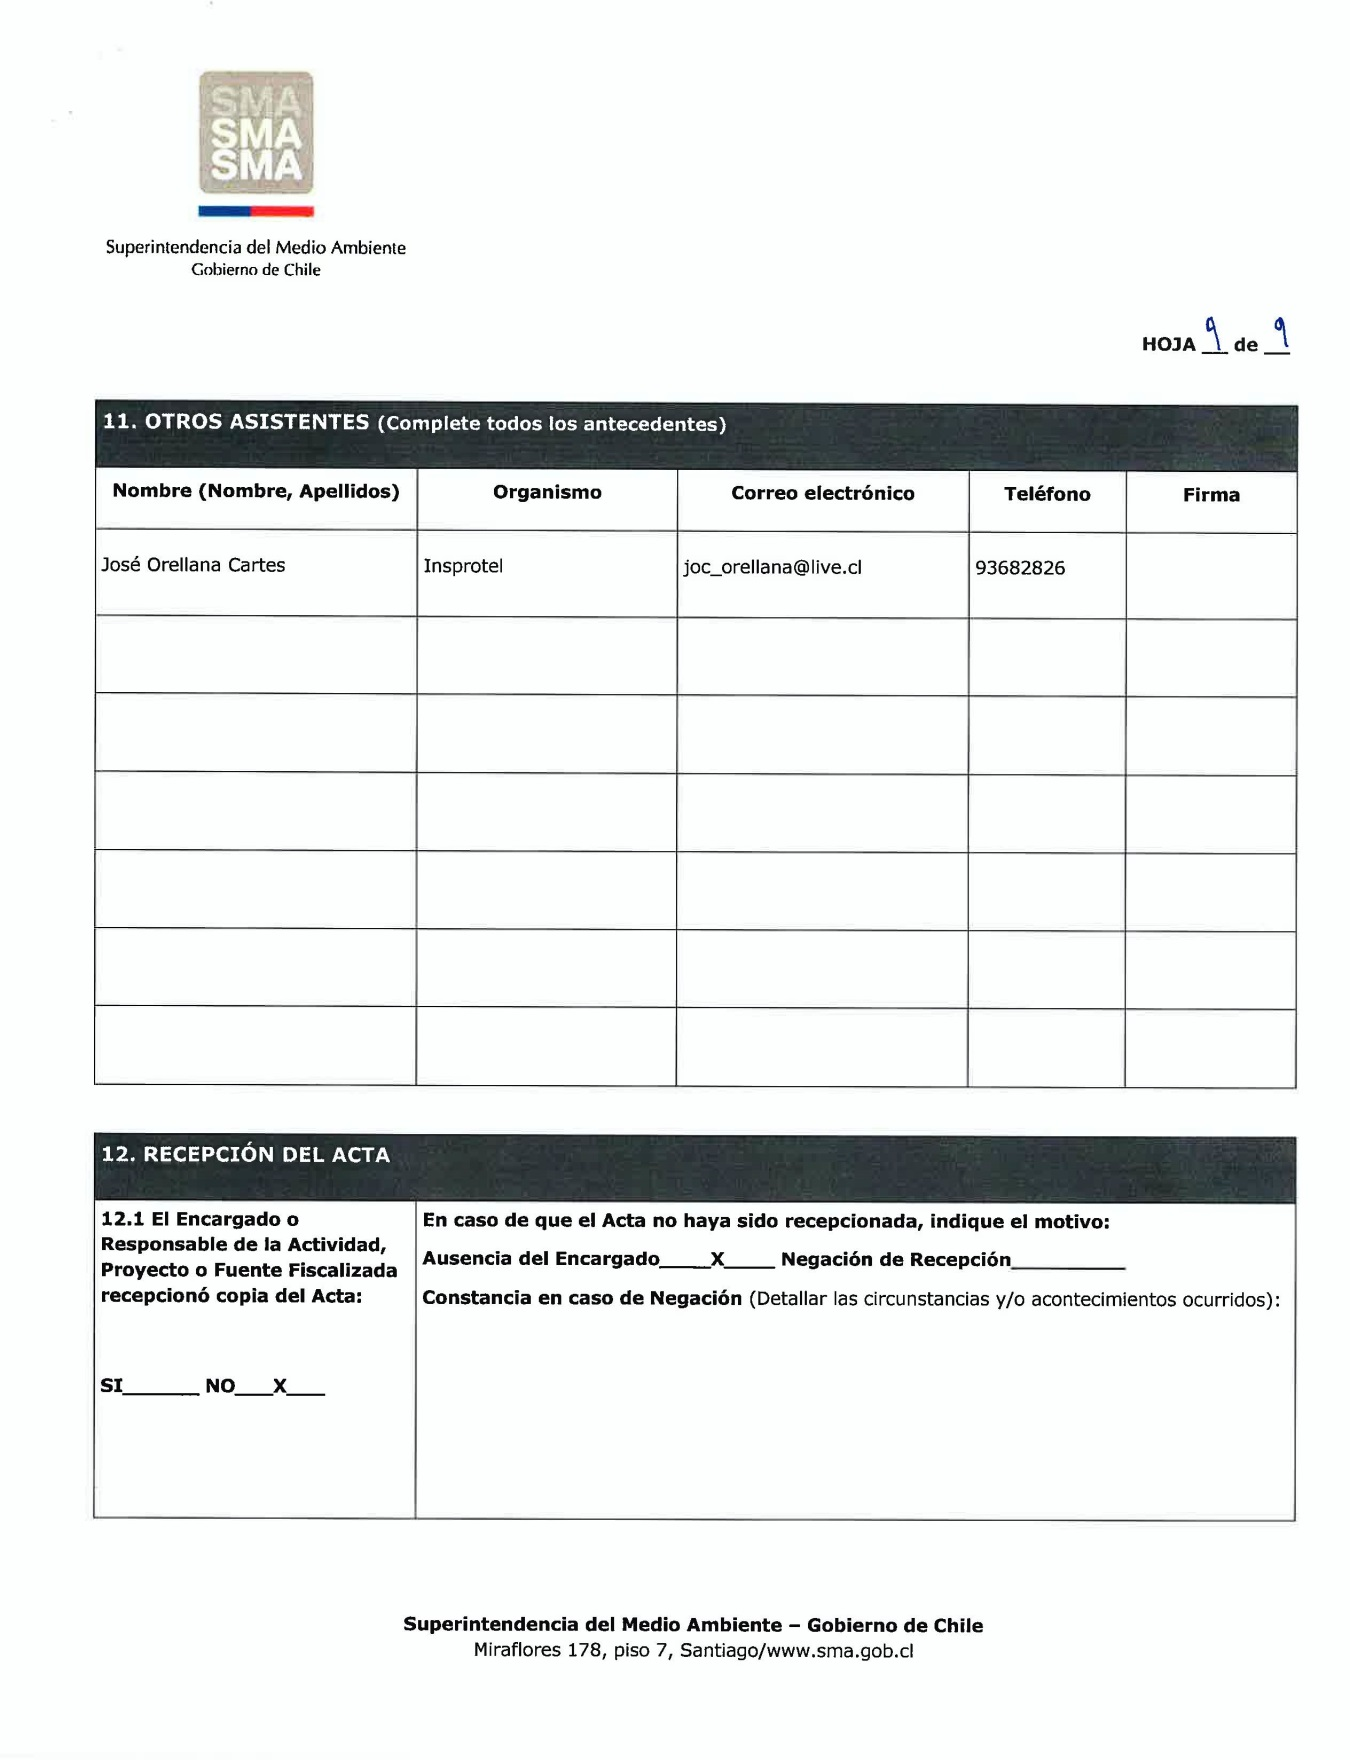 SMA
SMA
SMA
Superintendencia del Medio Ambiente
Gobierno de Chile
HOJA 9 de 9
11. OTROS ASISTENTES (Complete todos los antecedentes)
Nombre (Nombre, Apellidos) Organismo Correo electrónico Teléfono Firma
José Orellana Cartes Insprotel joc_orellana@live.cl 93682826
12. RECEPCIÓN DEL ACTA
12.1 El Encargado o
Responsable de la Actividad,
Proyecto o Fuente Fiscalizada
recepcionó copia del Acta:
SI______ NO___X___
En caso de que el Acta no haya sido recepcionada, indique el motivo:
Ausencia del Encargado____X____ Negación de Recepción_________
Constancia en caso de Negación (Detallar las circunstancias y/o acontecimientos ocurridos):
Superintendencia del Medio Ambiente – Gobierno de Chile
Miraflores 178, piso 7, Santiago/www.sma.gob.cl